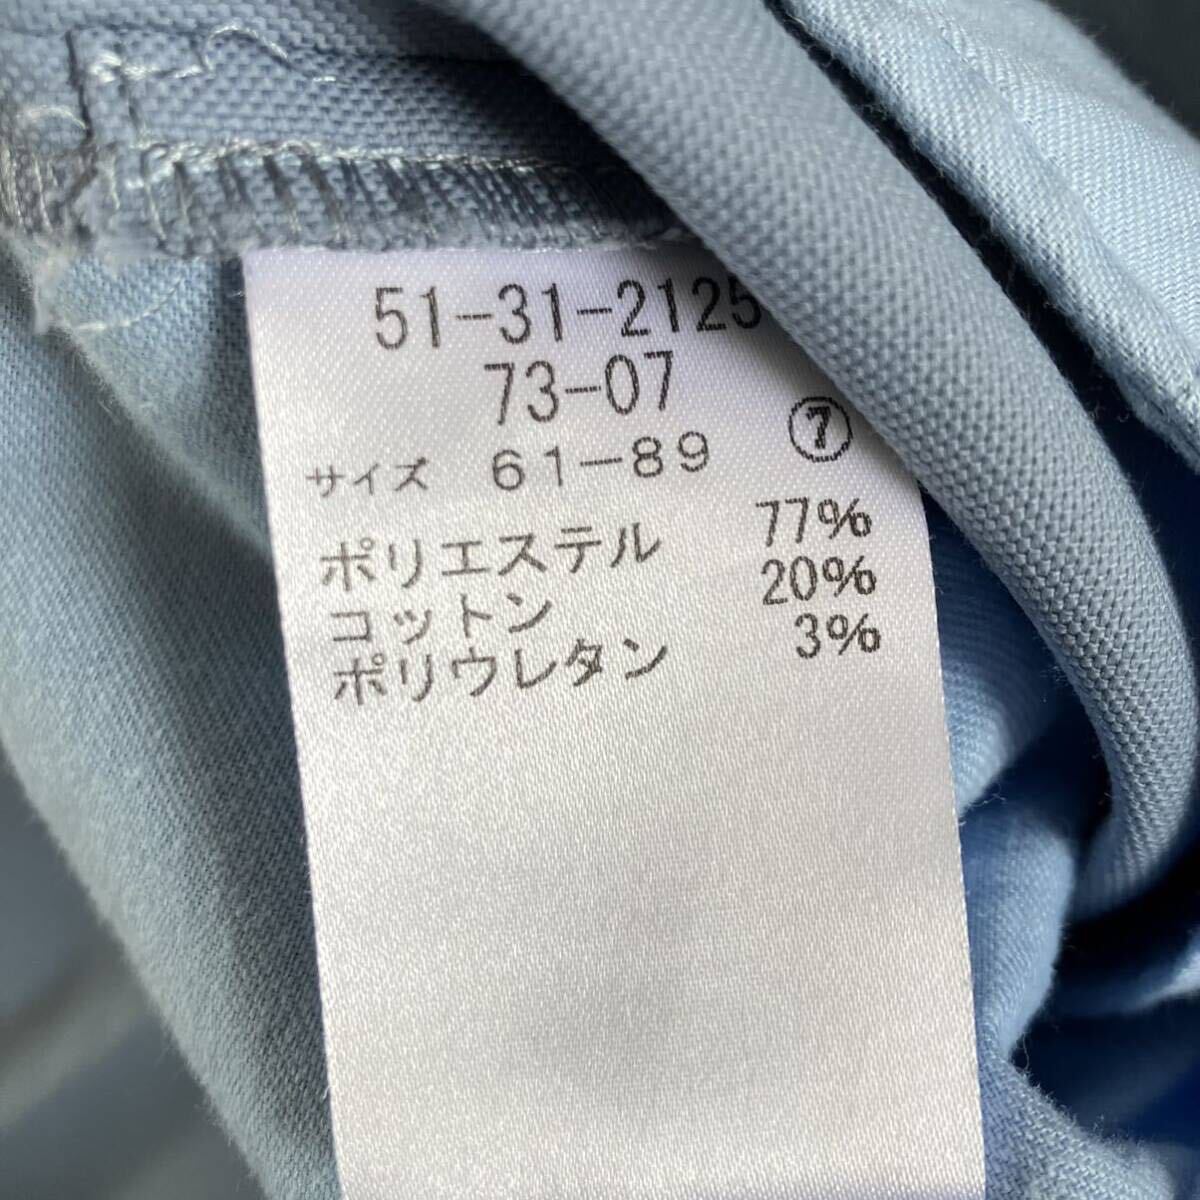 51-31-2125
73-07
⑦
サイズ 61-89
ポリエステル 77%
コットン 20%
ポリウレタン 3%